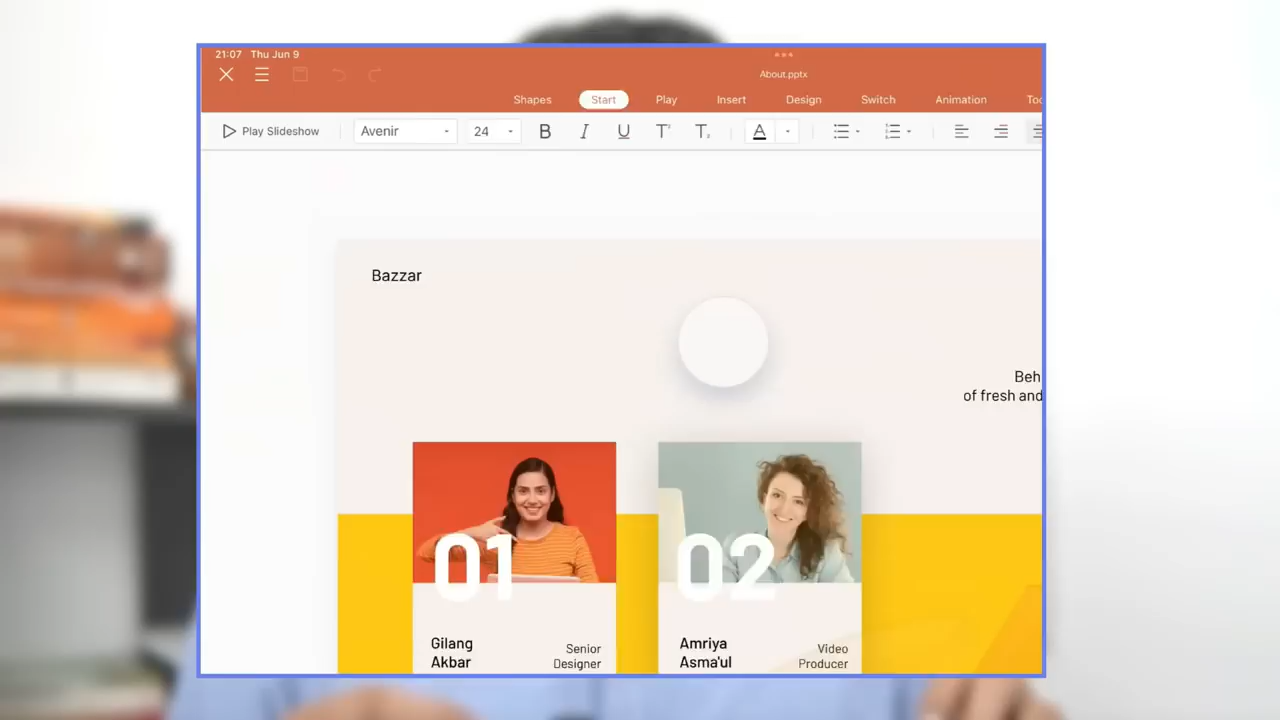 21:07 Thu Jun 9
About.pptx
Shapes Start Play Insert Design Switch Animation
Play Slideshow Avenir 24 B I U T T A
Bazzar
Beh
of fresh and
01
02
Gilang
Akbar
Senior
Designer
Amriya
Asma'ul
Video
Producer